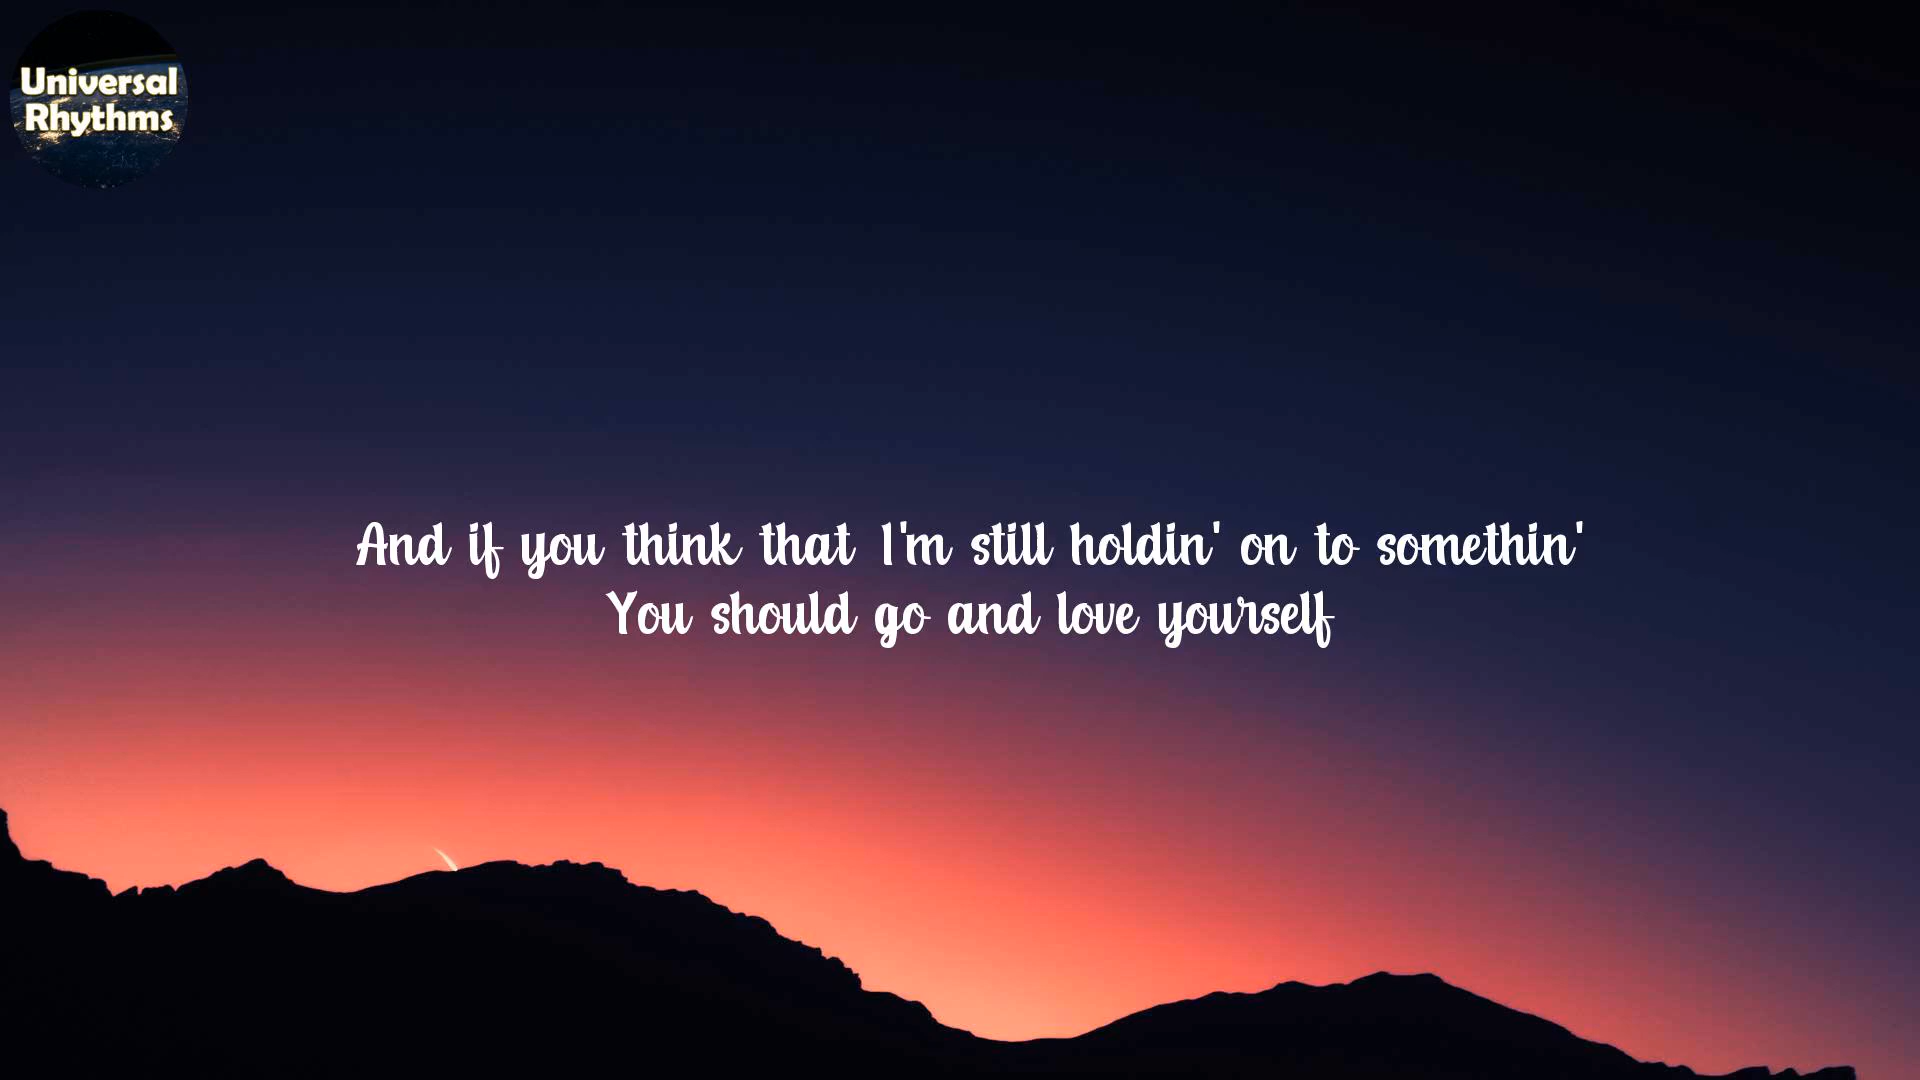 Universal
Rhythms
And if you think that I'm still holdin' on to somethin'
You should go and love yourself